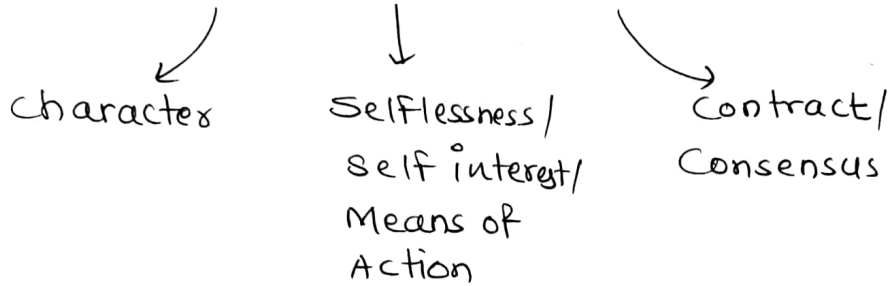 Character
Selflessness/
Self interest/
Means of
Action
Contract/
Consensus